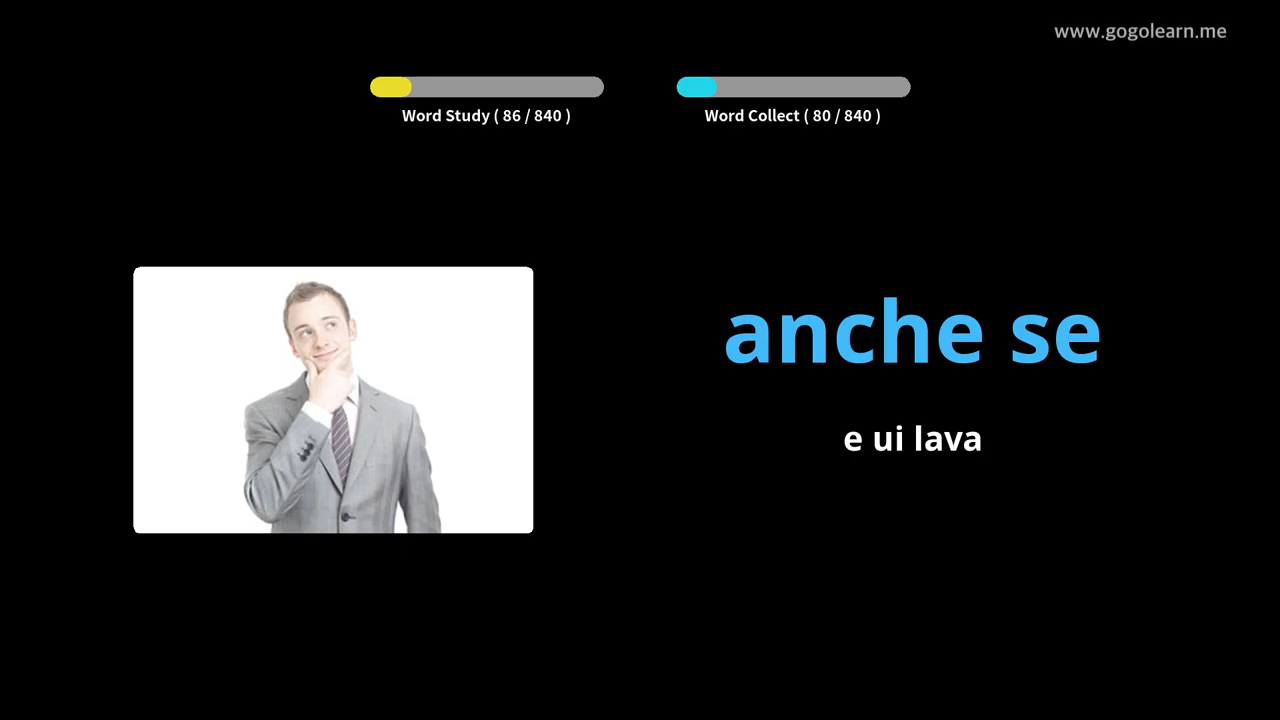 www.gogolearn.me
Word Study ( 86 / 840 )
Word Collect ( 80 / 840 )
anche se
e ui lava